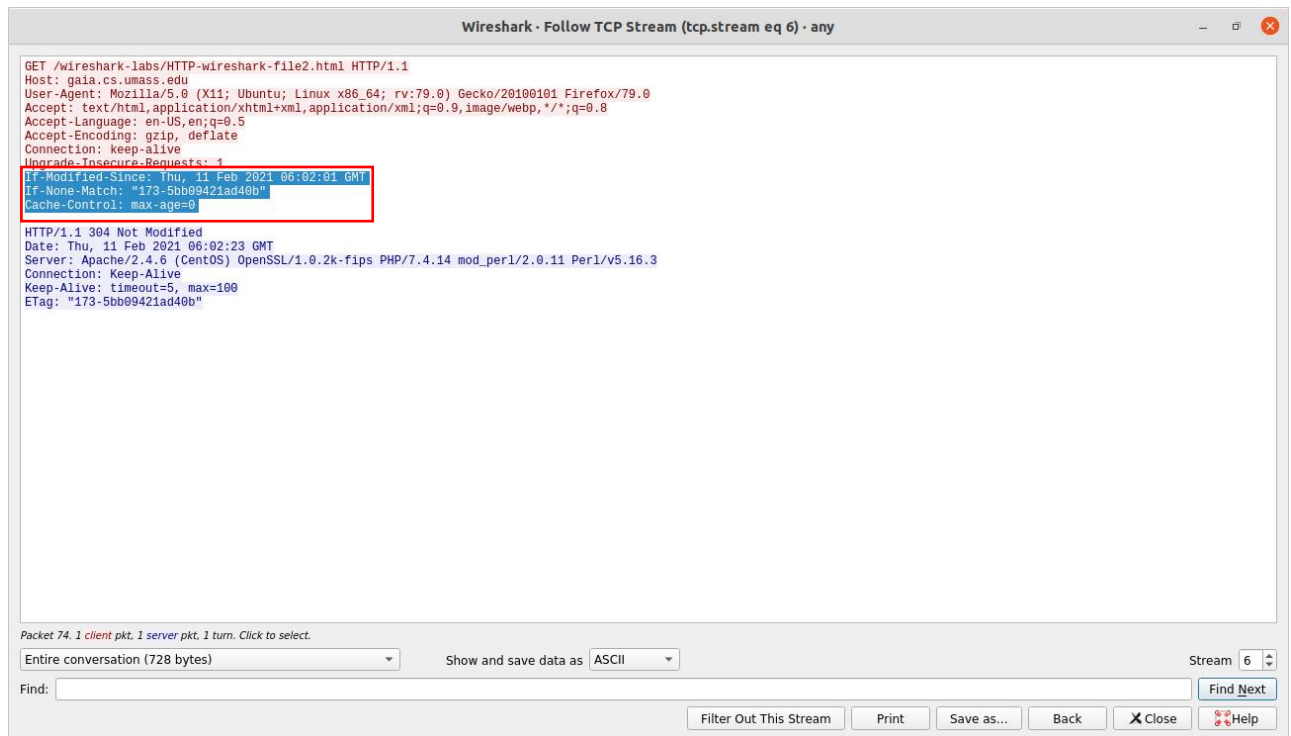 Wireshark · Follow TCP Stream (tcp.stream eq 6) · any
GET /wireshark-labs/HTTP-wireshark-file2.html HTTP/1.1
Host: gaia.cs.umass.edu
User-Agent: Mozilla/5.0 (X11; Ubuntu; Linux x86_64; rv:79.0) Gecko/20100101 Firefox/79.0
Accept: text/html,application/xhtml+xml,application/xml;q=0.9,image/webp,*/*;q=0.8
Accept-Language: en-US,en;q=0.5
Accept-Encoding: gzip, deflate
Connection: keep-alive
Upgrade-Insecure-Requests: 1
If-Modified-Since: Thu, 11 Feb 2021 06:02:01 GMT
If-None-Match: "173-5bb09421ad40b"
Cache-Control: max-age=0
HTTP/1.1 304 Not Modified
Date: Thu, 11 Feb 2021 06:02:23 GMT
Server: Apache/2.4.6 (CentOS) OpenSSL/1.0.2k-fips PHP/7.4.14 mod_perl/2.0.11 Perl/v5.16.3
Connection: Keep-Alive
Keep-Alive: timeout=5, max=100
ETag: "173-5bb09421ad40b"
Packet 74. 1 client pkt, 1 server pkt, 1 turn. Click to select.
Entire conversation (728 bytes) Show and save data as ASCII Stream 6
Find: Find Next
Filter Out This Stream Print Save as... Back Close Help